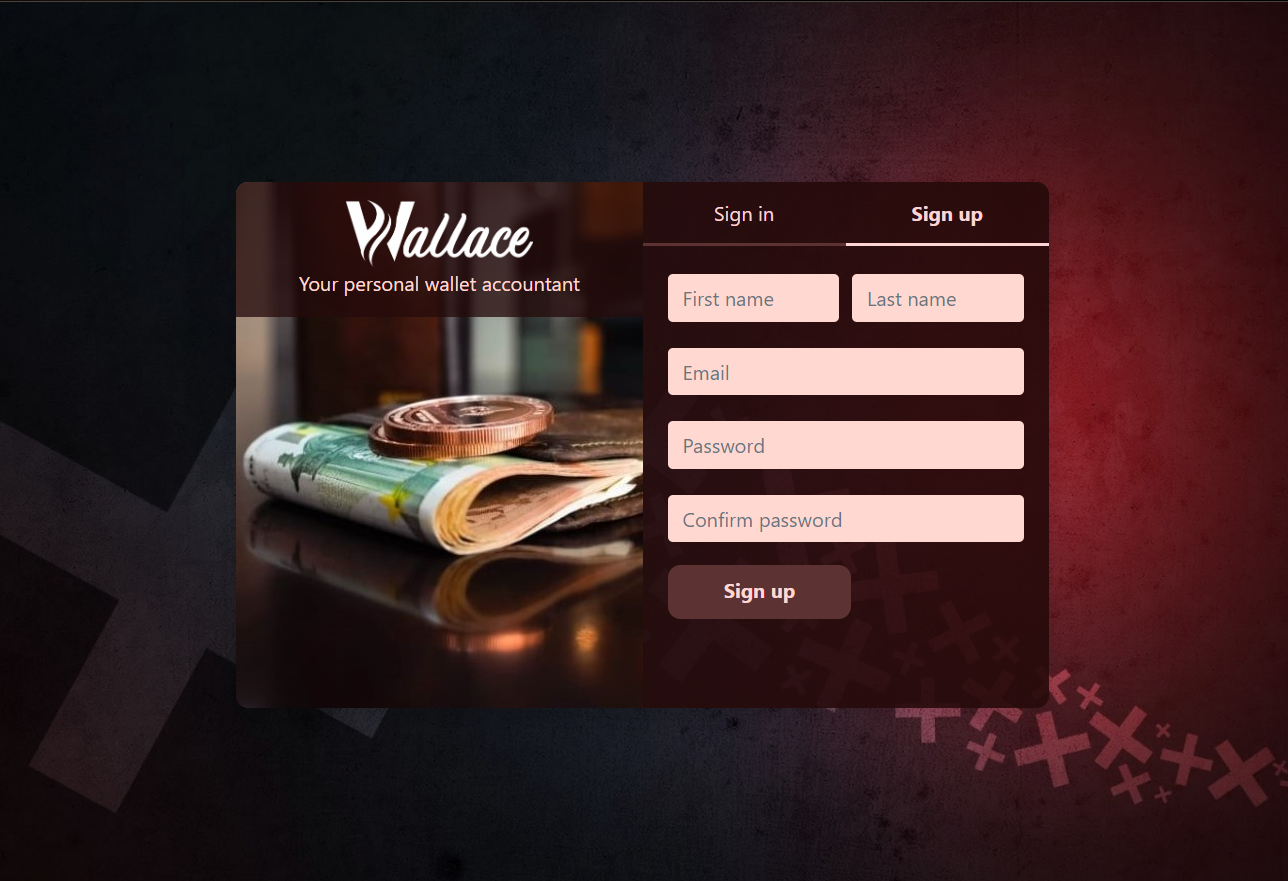 Wallace
Your personal wallet accountant
Sign in
Sign up
First name
Last name
Email
Password
Confirm password
Sign up